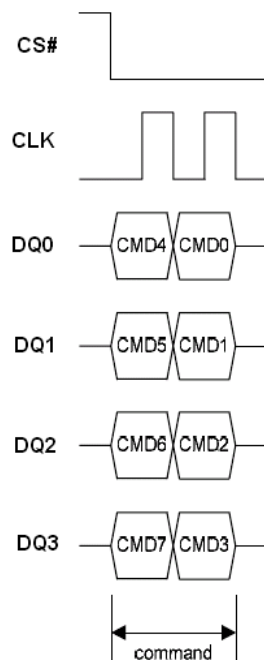 CS#
CLK
DQ0 CMD4 CMD0
DQ1 CMD5 CMD1
DQ2 CMD6 CMD2
DQ3 CMD7 CMD3
command